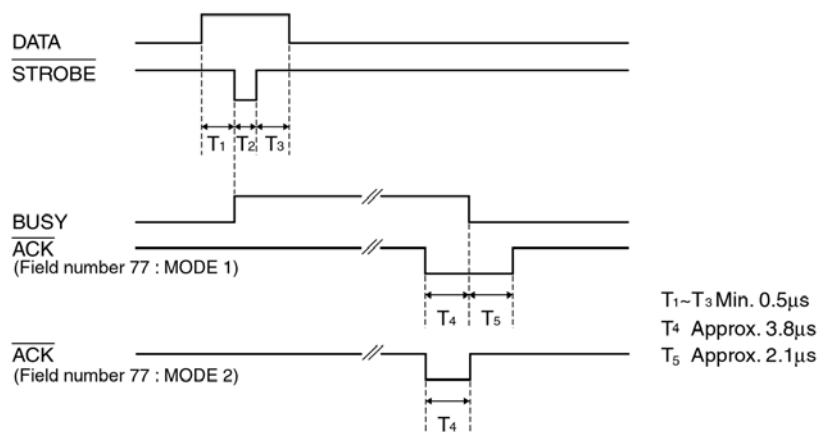 DATA
STROBE
T1 T2 T3
BUSY
ACK
(Field number 77 : MODE 1)
T4 T5
T1~T3 Min. 0.5μs
T4 Approx. 3.8μs
T5 Approx. 2.1μs
ACK
(Field number 77 : MODE 2)
T4